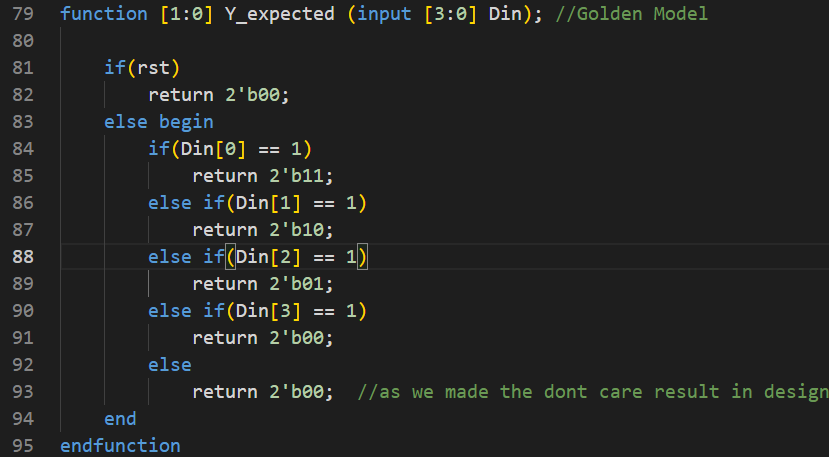 79 function [1:0] Y_expected (input [3:0] Din); //Golden Model
80
81 if(rst)
82 return 2'b00;
83 else begin
84 if(Din[0] == 1)
85 return 2'b11;
86 else if(Din[1] == 1)
87 return 2'b10;
88 else if(Din[2] == 1)
89 return 2'b01;
90 else if(Din[3] == 1)
91 return 2'b00;
92 else
93 return 2'b00; //as we made the dont care result in design
94 end
95 endfunction